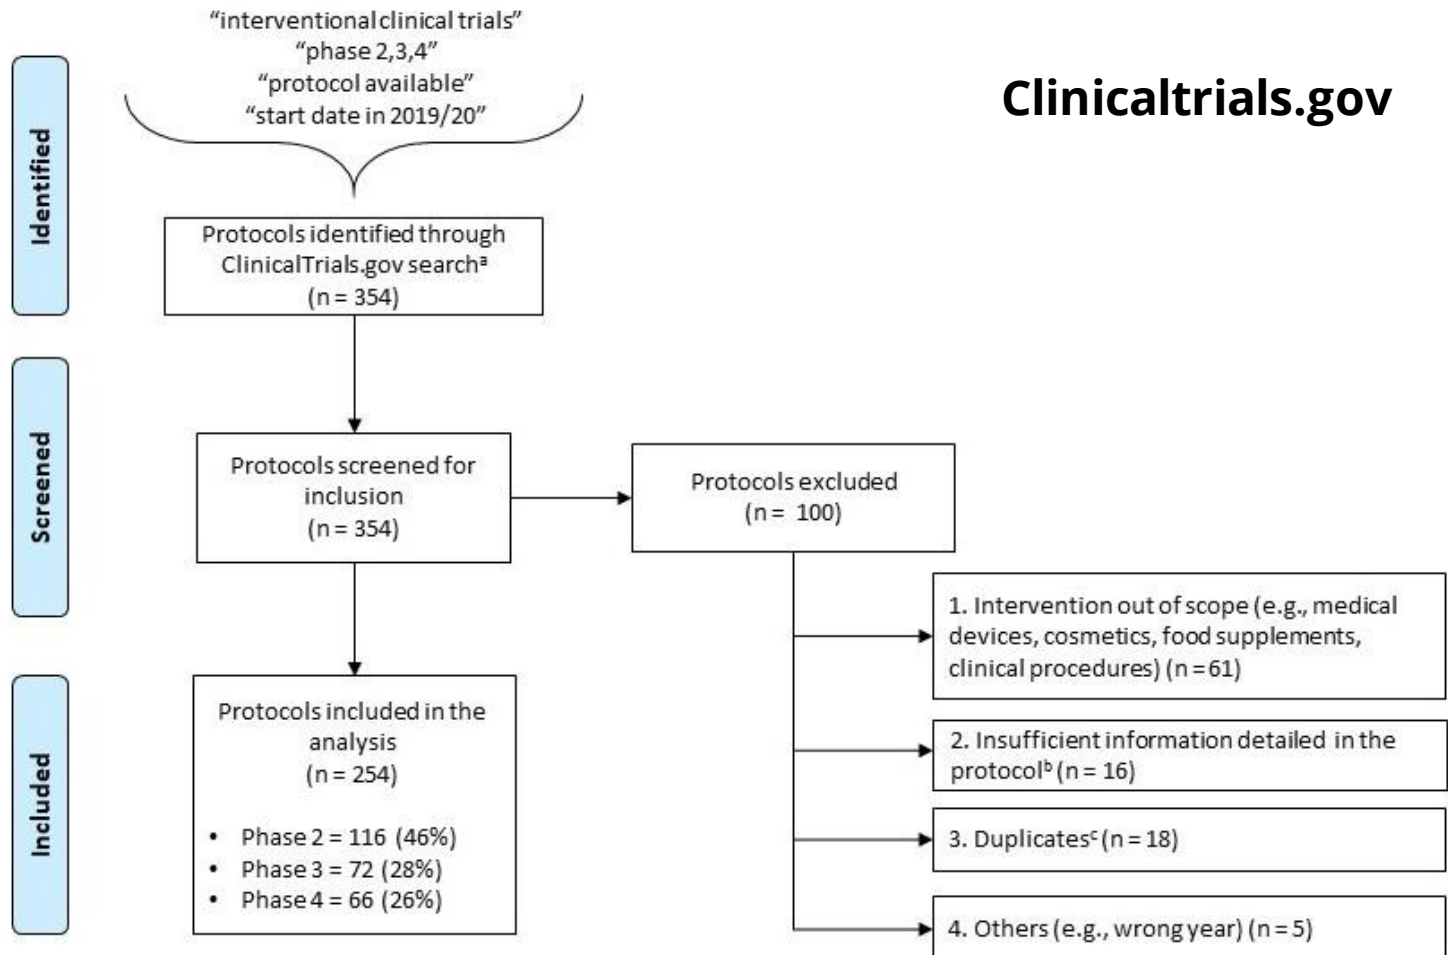 “interventional clinical trials”
“phase 2,3,4”
“protocol available”
“start date in 2019/20”
Clinicaltrials.gov
Identified
Protocols identified through
ClinicalTrials.gov searchᵃ
(n = 354)
Screened
Protocols screened for
inclusion
(n = 354)
Protocols excluded
(n = 100)
1. Intervention out of scope (e.g., medical
devices, cosmetics, food supplements,
clinical procedures) (n = 61)
2. Insufficient information detailed in the
protocolᵇ (n = 16)
3. Duplicatesᶜ (n = 18)
4. Others (e.g., wrong year) (n = 5)
Included
Protocols included in the
analysis
(n = 254)
• Phase 2 = 116 (46%)
• Phase 3 = 72 (28%)
• Phase 4 = 66 (26%)